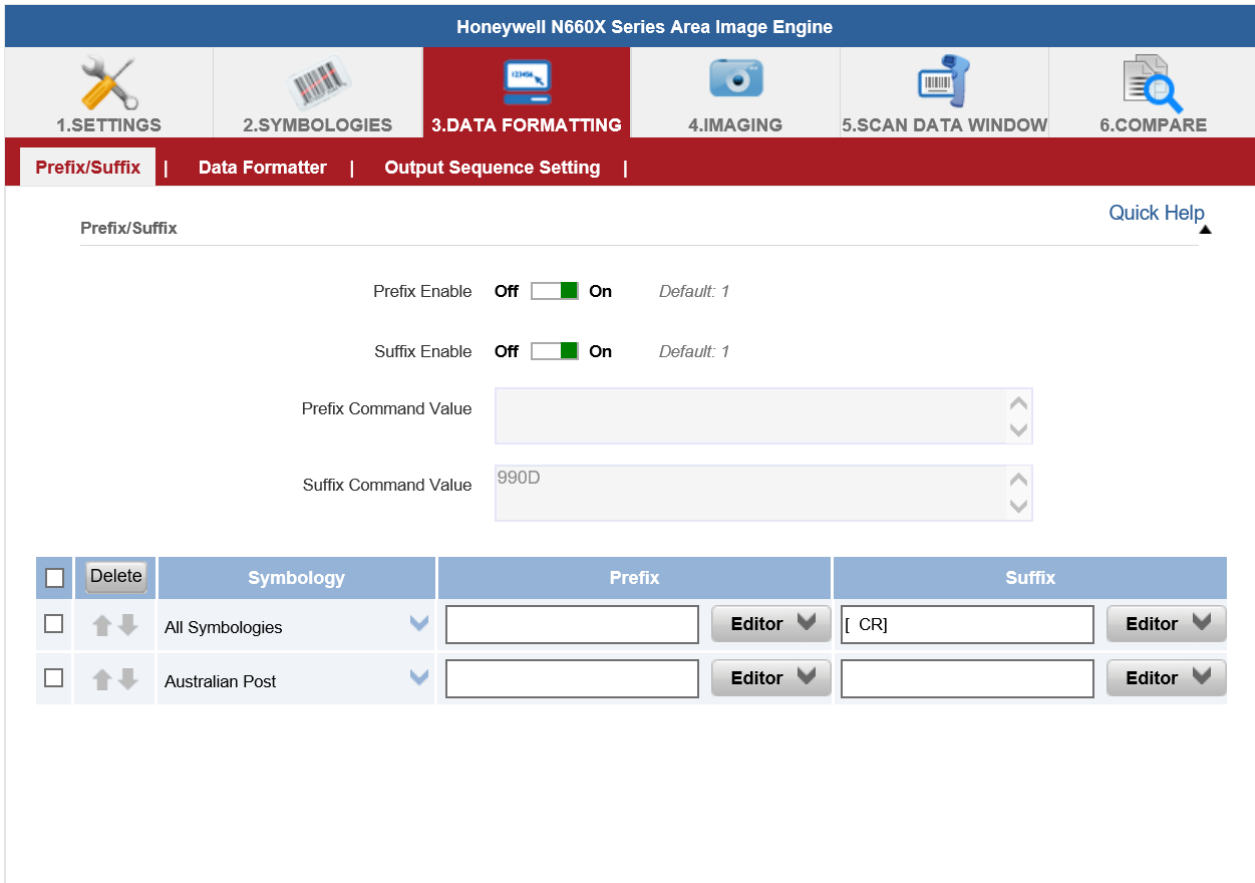 Honeywell N660X Series Area Image Engine
1.SETTINGS 2.SYMBOLOGIES 3.DATA FORMATTING 4.IMAGING 5.SCAN DATA WINDOW 6.COMPARE
Prefix/Suffix | Data Formatter | Output Sequence Setting |
Quick Help
Prefix/Suffix
Prefix Enable Off On Default: 1
Suffix Enable Off On Default: 1
Prefix Command Value
Suffix Command Value 990D
Delete Symbology Prefix Suffix
All Symbologies Editor [ CR] Editor
Australian Post Editor Editor